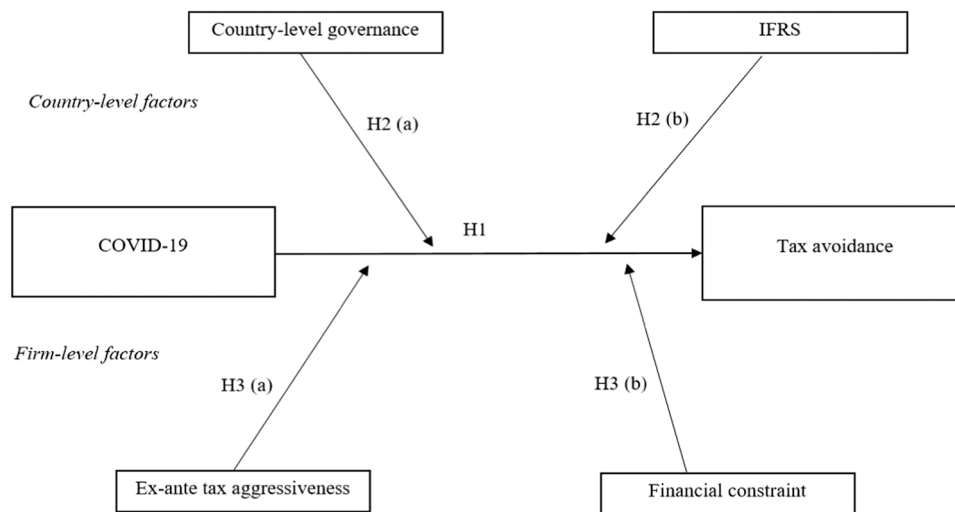 Country-level governance
IFRS
Country-level factors
H2 (a)
H2 (b)
H1
COVID-19
Tax avoidance
Firm-level factors
H3 (a)
H3 (b)
Ex-ante tax aggressiveness
Financial constraint